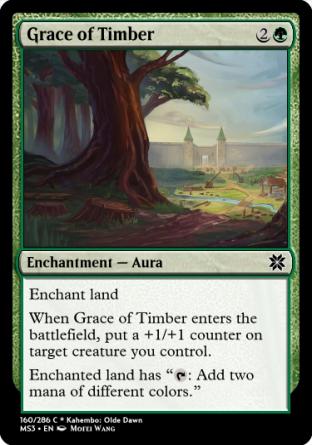 Grace of Timber 2
Enchantment — Aura
Enchant land
When Grace of Timber enters the
battlefield, put a +1/+1 counter on
target creature you control.
Enchanted land has “: Add two
mana of different colors.”
160/286 C * Kahembo: Olde Dawn
MS3 • EN Mofei Wang